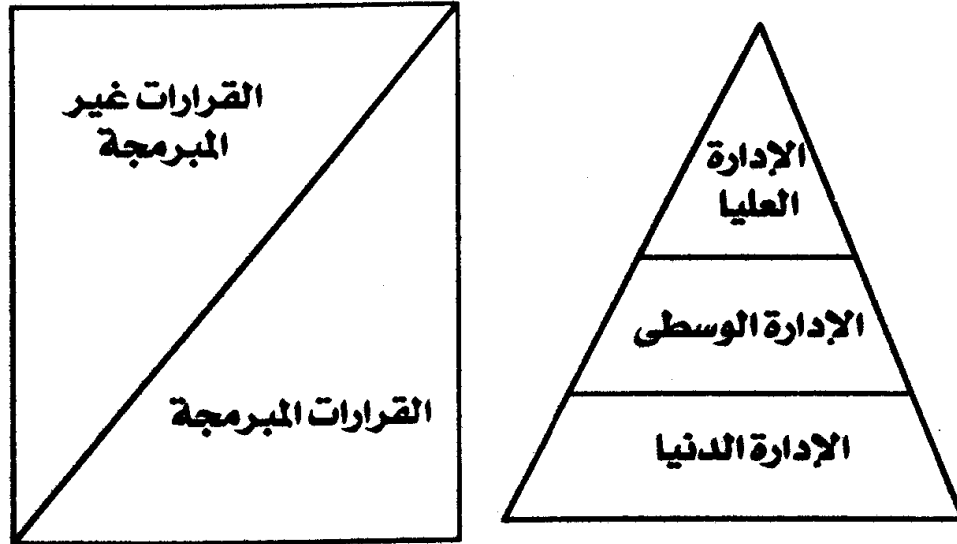 القرارات غير
المبرمجة
القرارات المبرمجة
الإدارة
العليا
الإدارة الوسطى
الإدارة الدنيا